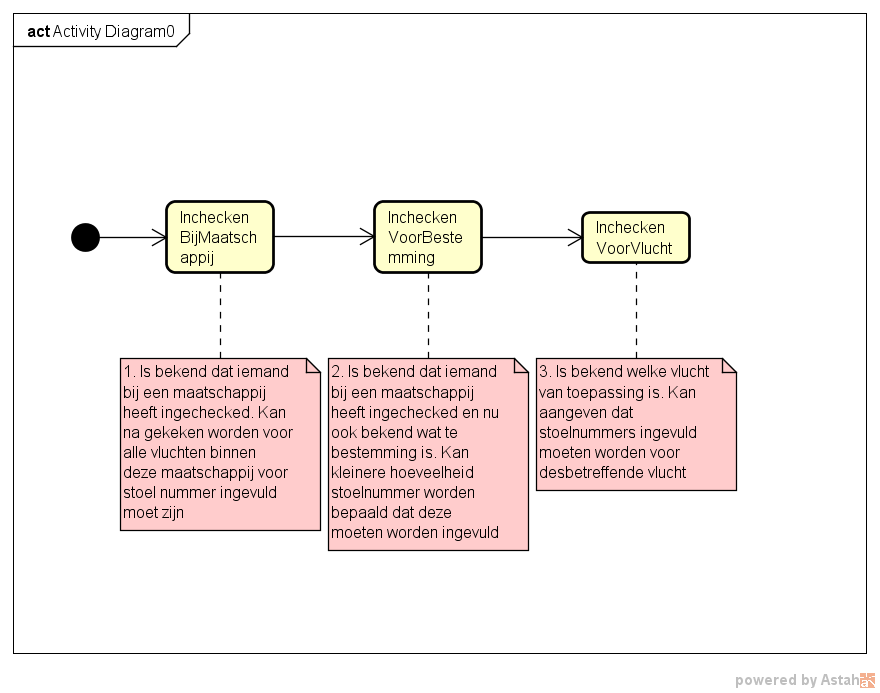 act Activity Diagram0
Inchecken
BijMaatsch
appij
Inchecken
VoorBeste
mming
Inchecken
VoorVlucht
1. Is bekend dat iemand
bij een maatschappij
heeft ingechecked. Kan
na gekeken worden voor
alle vluchten binnen
deze maatschappij voor
stoel nummer ingevuld
moet zijn
2. Is bekend dat iemand
bij een maatschappij
heeft ingechecked en nu
ook bekend wat te
bestemming is. Kan
kleinere hoeveelheid
stoelnummer worden
bepaald dat deze
moeten worden ingevuld
3. Is bekend welke vlucht
van toepassing is. Kan
aangeven dat
stoelnummers ingevuld
moeten worden voor
desbetreffende vlucht
powered by Astah